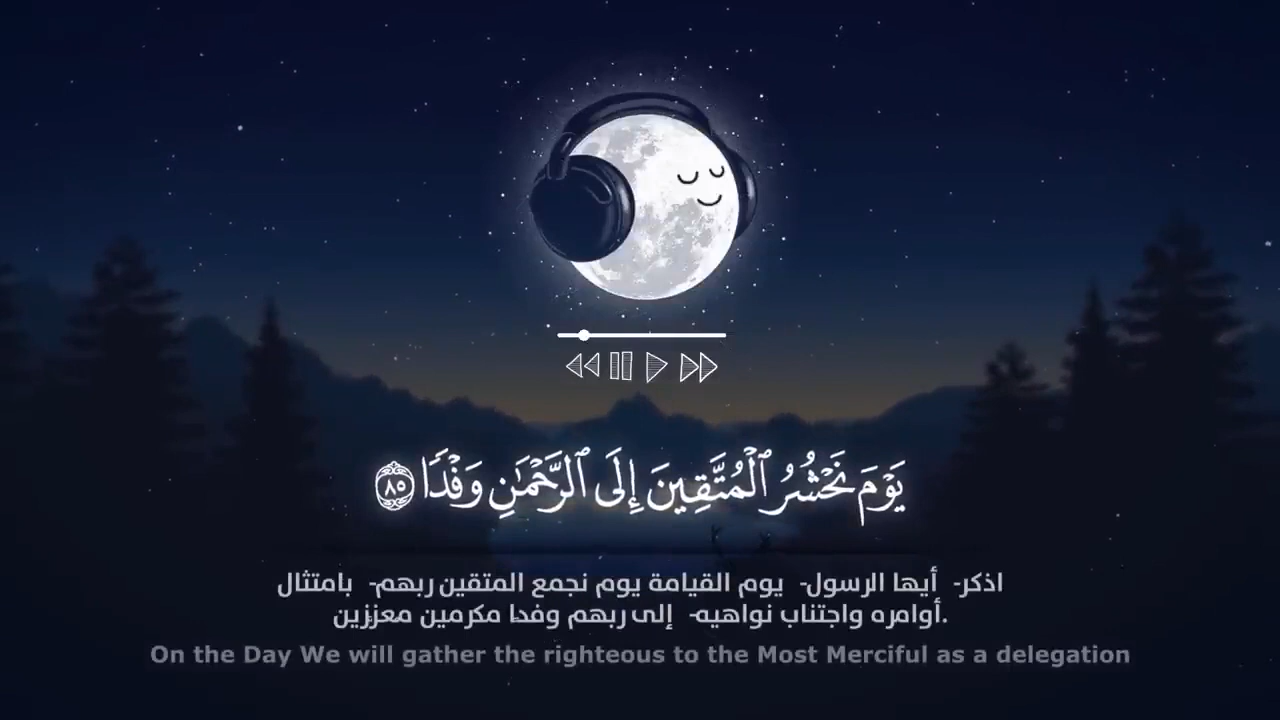 يَوْمَ نَحْشُرُ ٱلْمُتَّقِينَ إِلَى ٱلرَّحْمَٰنِ وَفْدًا ٨٥
اذكر- أيها الرسول- يوم القيامة يوم نجمع المتقين ربهم- بامتثال
أوامره واجتناب نواهيه- إلى ربهم وفدا مكرمين معززين.
On the Day We will gather the righteous to the Most Merciful as a delegation